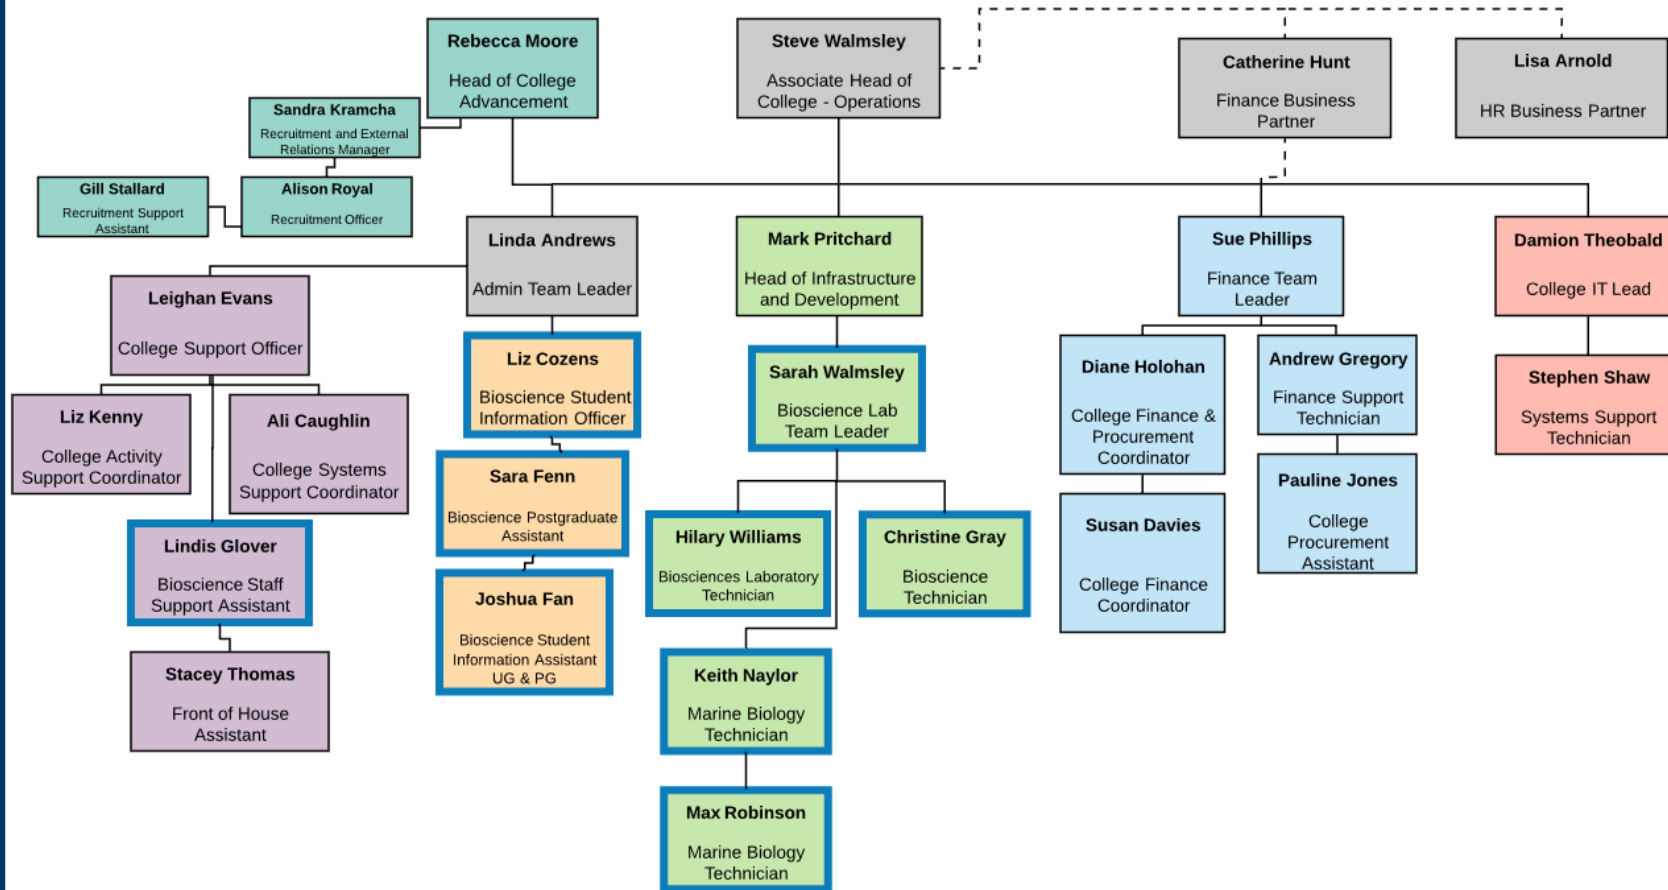 Rebecca Moore
Head of College
Advancement
Steve Walmsley
Associate Head of
College - Operations
Catherine Hunt
Finance Business
Partner
Lisa Arnold
HR Business Partner
Sandra Kramcha
Recruitment and External
Relations Manager
Gill Stallard
Recruitment Support
Assistant
Alison Royal
Recruitment Officer
Linda Andrews
Admin Team Leader
Mark Pritchard
Head of Infrastructure
and Development
Sue Phillips
Finance Team
Leader
Damion Theobald
College IT Lead
Leighan Evans
College Support Officer
Liz Cozens
Bioscience Student
Information Officer
Sarah Walmsley
Bioscience Lab
Team Leader
Diane Holohan
College Finance &
Procurement
Coordinator
Andrew Gregory
Finance Support
Technician
Stephen Shaw
Systems Support
Technician
Liz Kenny
College Activity
Support Coordinator
Ali Caughlin
College Systems
Support Coordinator
Sara Fenn
Bioscience Postgraduate
Assistant
Pauline Jones
College
Procurement
Assistant
Susan Davies
College Finance
Coordinator
Lindis Glover
Bioscience Staff
Support Assistant
Joshua Fan
Bioscience Student
Information Assistant
UG & PG
Hilary Williams
Biosciences Laboratory
Technician
Christine Gray
Bioscience
Technician
Stacey Thomas
Front of House
Assistant
Keith Naylor
Marine Biology
Technician
Max Robinson
Marine Biology
Technician